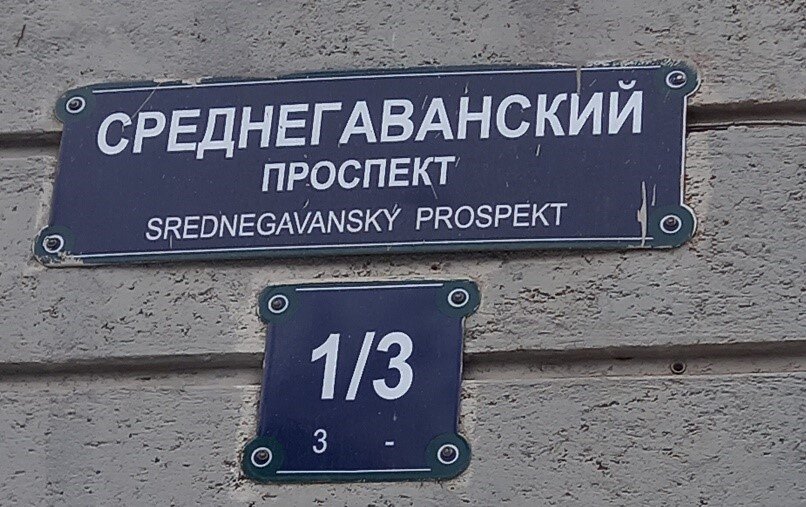 СРЕДНЕГАВАНСКИЙ
ПРОСПЕКТ
SREDNEGAVANSKY PROSPEKT
1/3
3 -